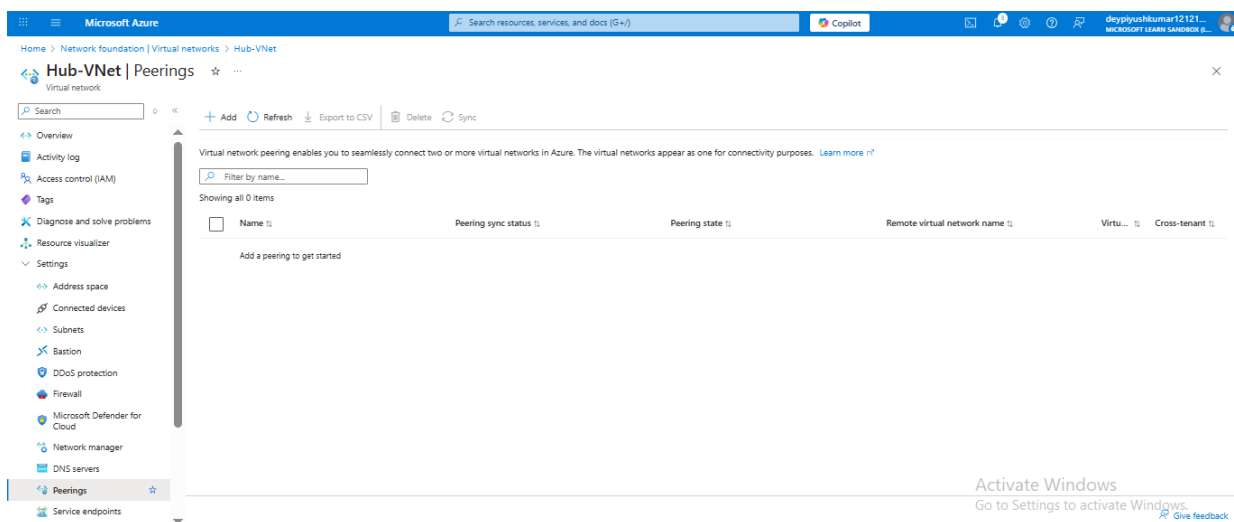 Microsoft Azure
Search resources, services, and docs (G+/)
Copilot
3
deypiyushkumar12121...
MICROSOFT LEARN SANDBOX (L...
Home > Network foundation | Virtual networks > Hub-VNet
Hub-VNet | Peerings
Virtual network
Search
Add Refresh Export to CSV Delete Sync
Overview
Activity log
Access control (IAM)
Tags
Diagnose and solve problems
Resource visualizer
Settings
Address space
Connected devices
Subnets
Bastion
DDoS protection
Firewall
Microsoft Defender for
Cloud
Network manager
DNS servers
Peerings
Service endpoints
Virtual network peering enables you to seamlessly connect two or more virtual networks in Azure. The virtual networks appear as one for connectivity purposes. Learn more
Filter by name...
Showing all 0 items
Name Peering sync status Peering state Remote virtual network name Virtu... Cross-tenant
Add a peering to get started
Activate Windows
Go to Settings to activate Windows.
Give feedback